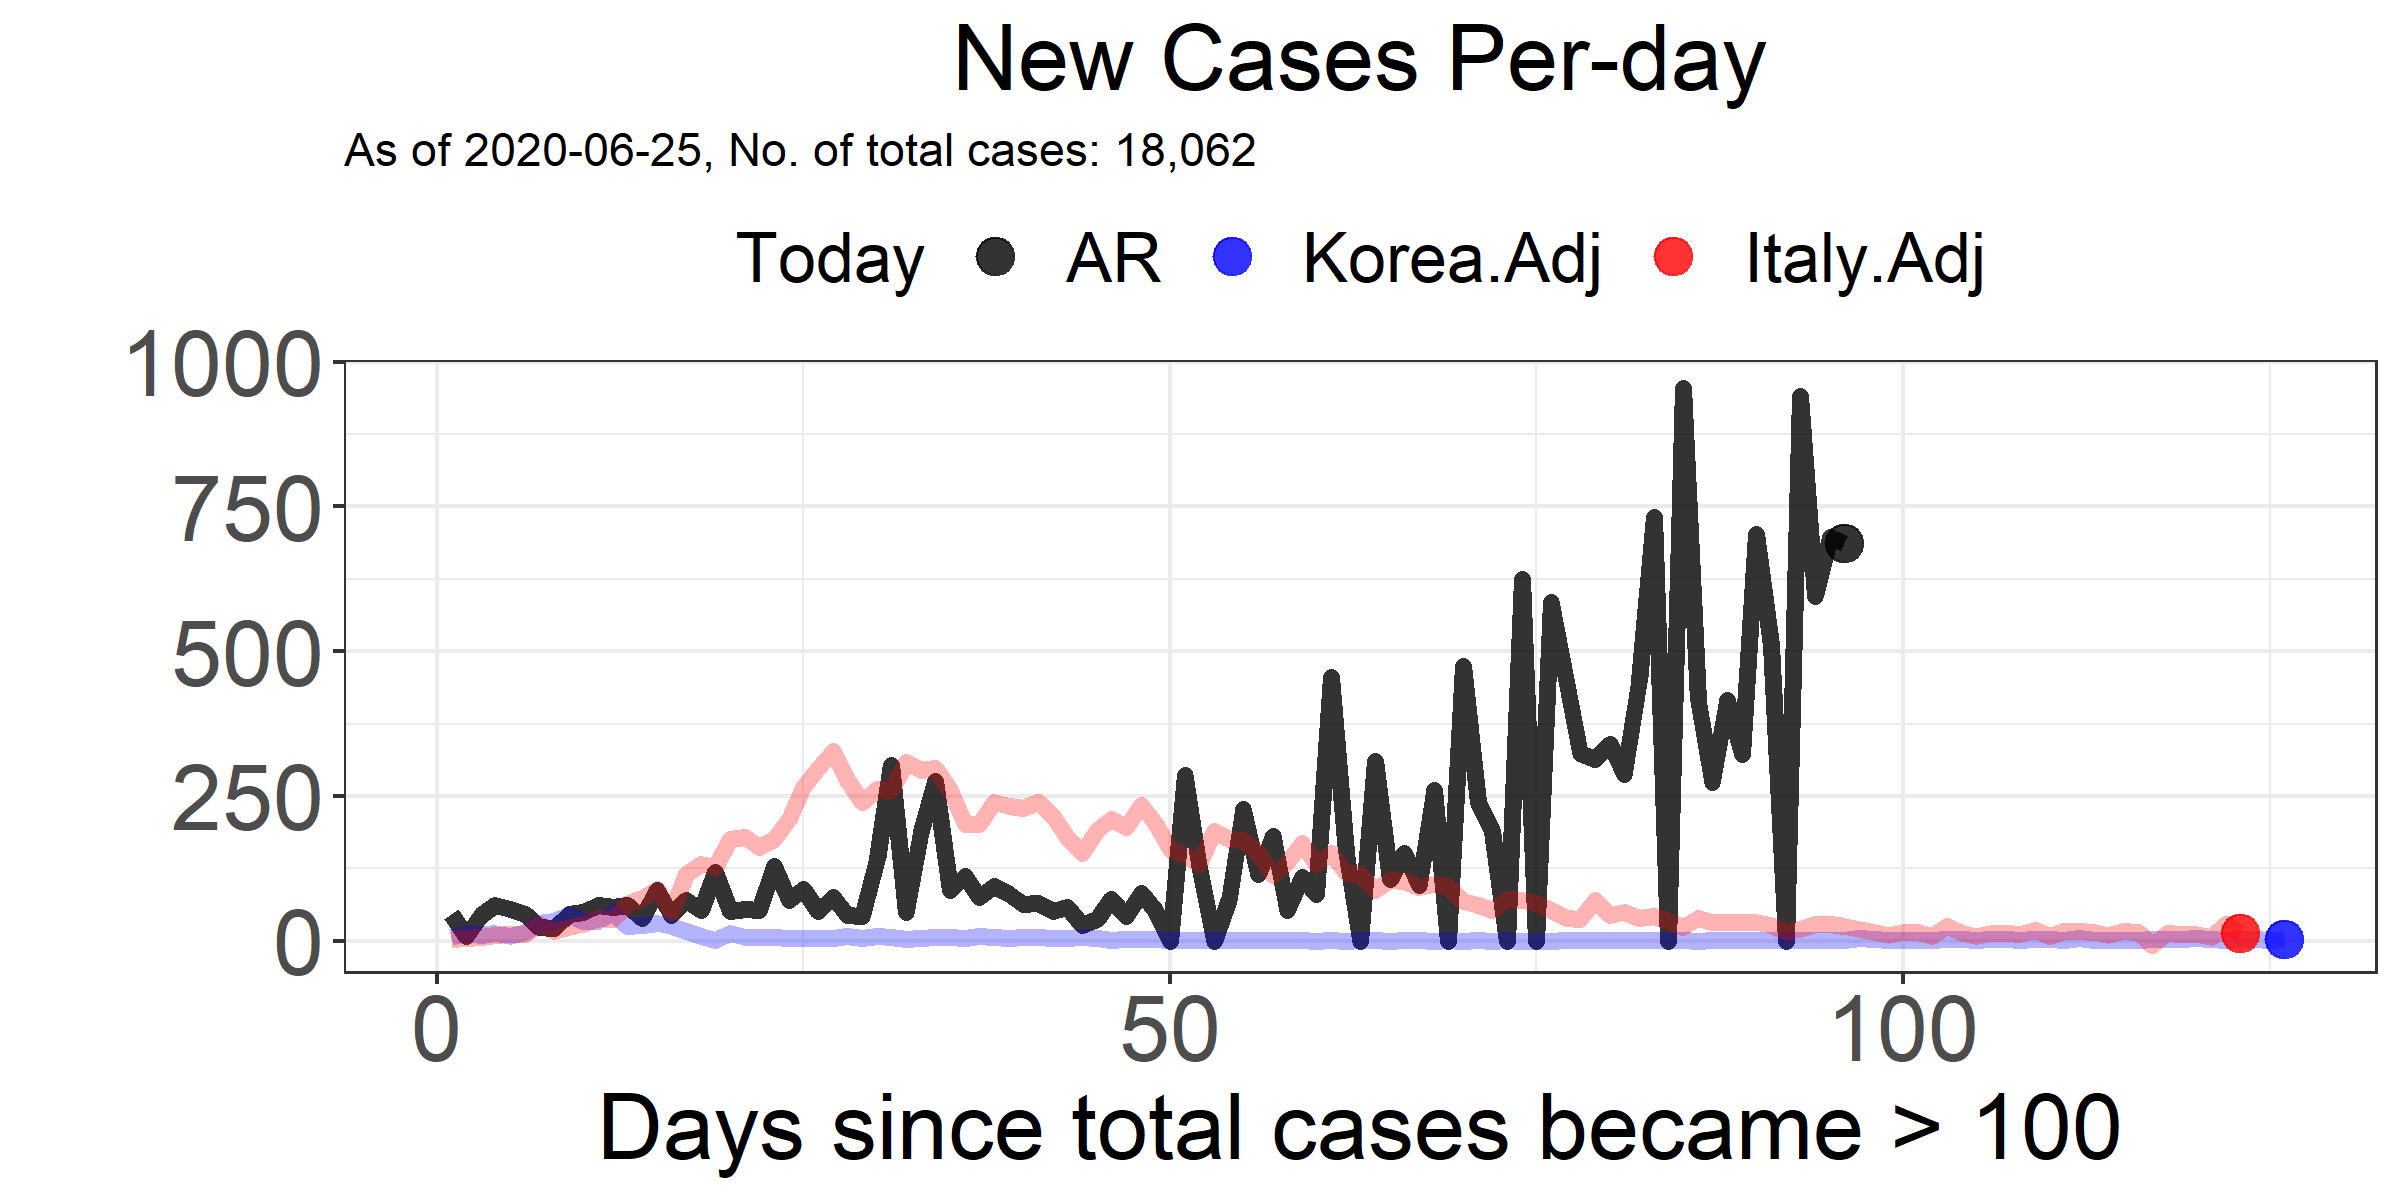 New Cases Per-day
As of 2020-06-25, No. of total cases: 18,062
Today AR Korea.Adj Italy.Adj
1000
750
500
250
0
0 50 100
Days since total cases became > 100